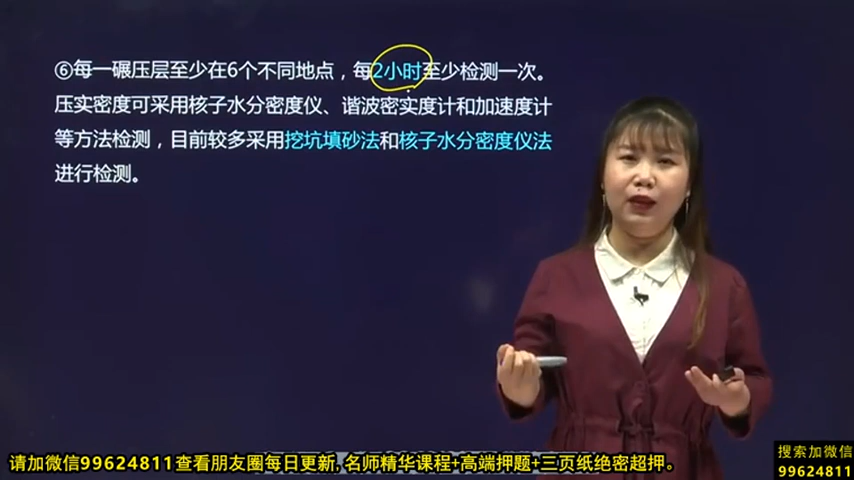 ⑥每一碾压层至少在6个不同地点，每2小时至少检测一次。
压实密度可采用核子水分密度仪、谐波密实度计和加速度计
等方法检测，目前较多采用挖坑填砂法和核子水分密度仪法
进行检测。
请加微信99624811查看朋友圈每日更新,名师精华课程+高端押题+三页纸绝密超押。
搜索加微信
99624811